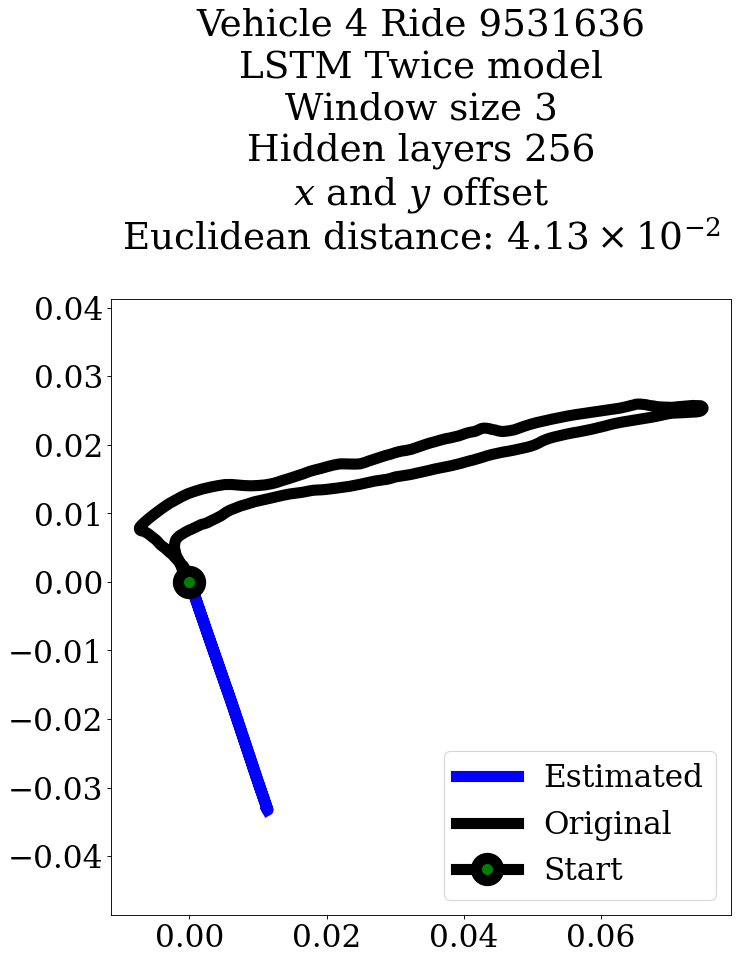 Vehicle 4 Ride 9531636
LSTM Twice model
Window size 3
Hidden layers 256
x and y offset
Euclidean distance: 4.13 × 10⁻²
0.04
0.03
0.02
0.01
0.00
−0.01
−0.02
−0.03
−0.04
Estimated
Original
Start
0.00 0.02 0.04 0.06